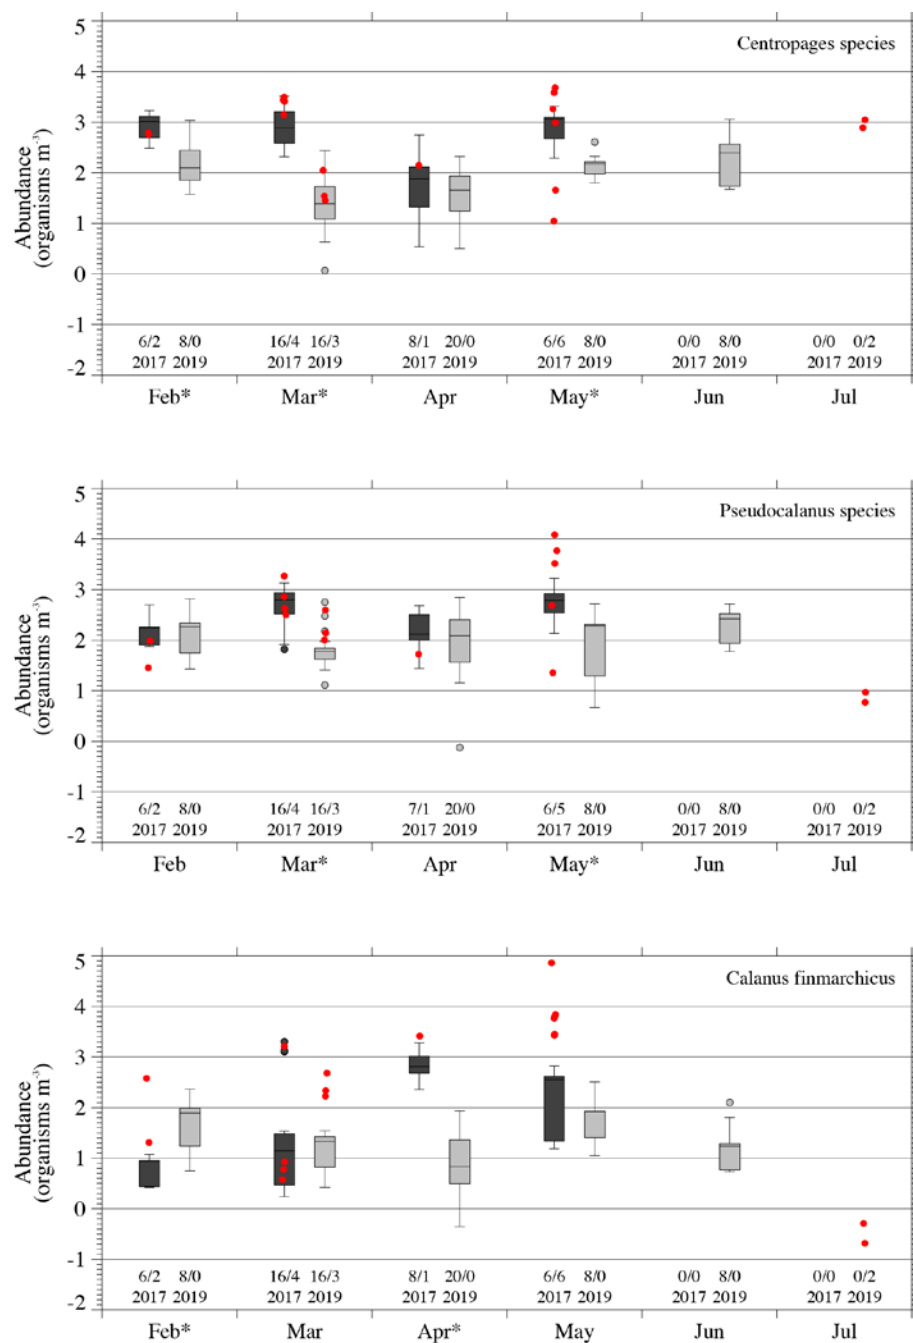 Centropages species
Abundance
(organisms m⁻³)
5
4
3
2
1
0
-1
-2
6/2 8/0 16/4 16/3 8/1 20/0 6/6 8/0 0/0 8/0 0/0 0/2
2017 2019 2017 2019 2017 2019 2017 2019 2017 2019 2017 2019
Feb* Mar* Apr May* Jun Jul
Pseudocalanus species
Abundance
(organisms m⁻³)
5
4
3
2
1
0
-1
-2
6/2 8/0 16/4 16/3 7/1 20/0 6/5 8/0 0/0 8/0 0/0 0/2
2017 2019 2017 2019 2017 2019 2017 2019 2017 2019 2017 2019
Feb Mar* Apr May* Jun Jul
Calanus finmarchicus
Abundance
(organisms m⁻³)
5
4
3
2
1
0
-1
-2
6/2 8/0 16/4 16/3 8/1 20/0 6/6 8/0 0/0 8/0 0/0 0/2
2017 2019 2017 2019 2017 2019 2017 2019 2017 2019 2017 2019
Feb* Mar Apr* May Jun Jul